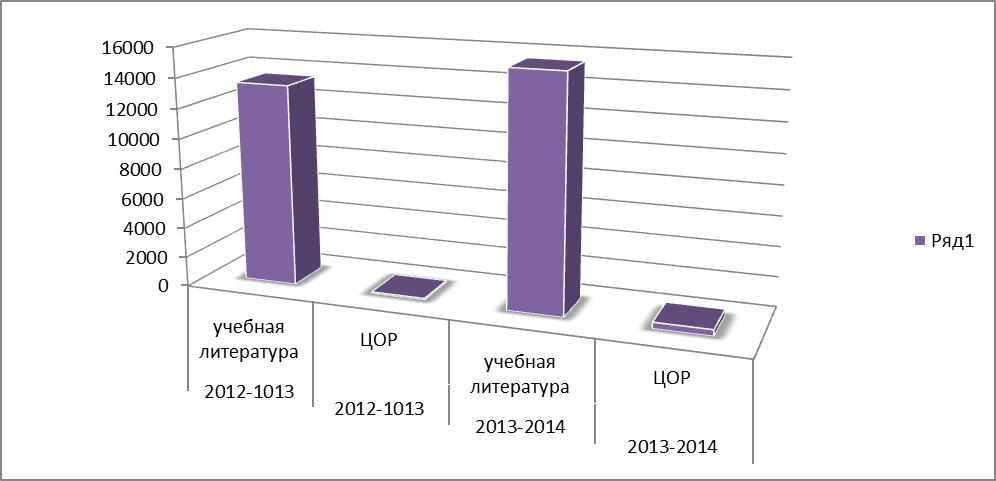 16000
14000
12000
10000
8000
6000
4000
2000
0
учебная
литература
2012-1013
ЦОР
2012-1013
учебная
литература
2013-2014
ЦОР
2013-2014
Ряд1